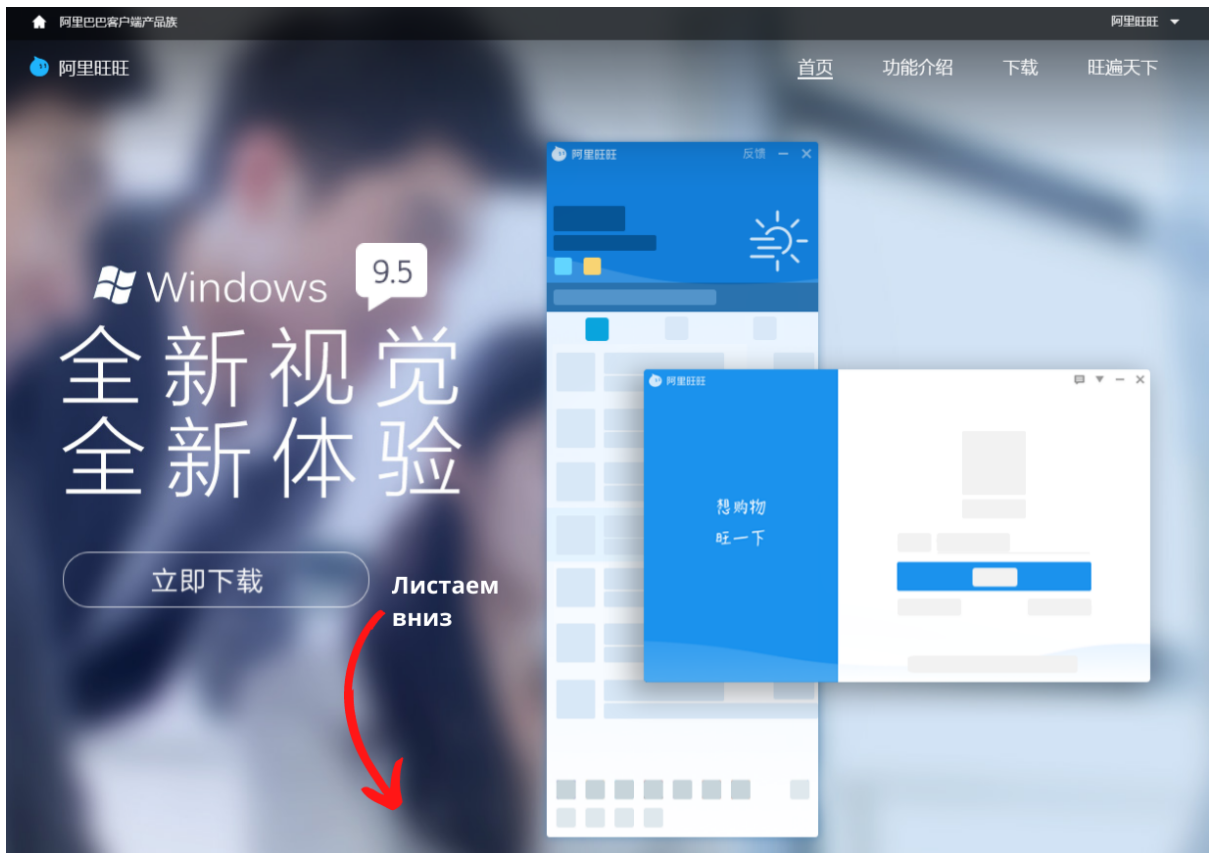 阿里巴巴客户端产品族
阿里旺旺
阿里旺旺
首页 功能介绍 下载 旺遍天下
阿里旺旺 反馈
Windows 9.5
全新视觉
全新体验
阿里旺旺
想购物
旺一下
立即下载
Листаем
вниз